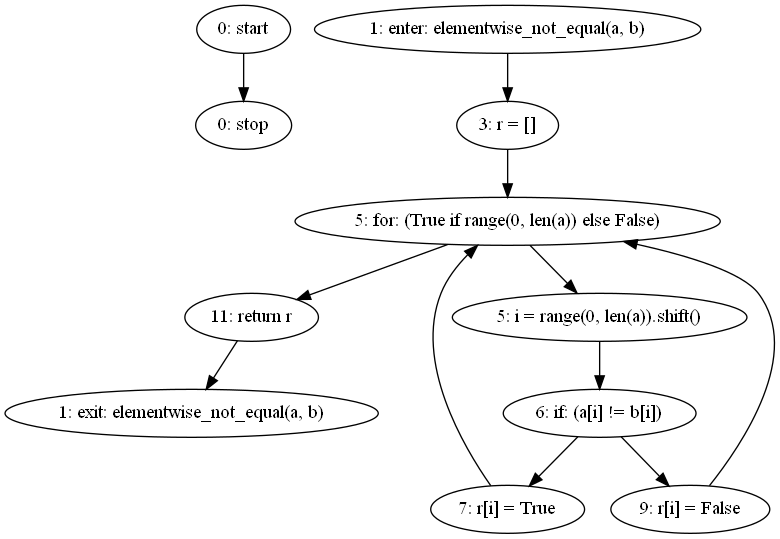 0: start
1: enter: elementwise_not_equal(a, b)
0: stop
3: r = []
5: for: (True if range(0, len(a)) else False)
11: return r
5: i = range(0, len(a)).shift()
1: exit: elementwise_not_equal(a, b)
6: if: (a[i] != b[i])
7: r[i] = True
9: r[i] = False